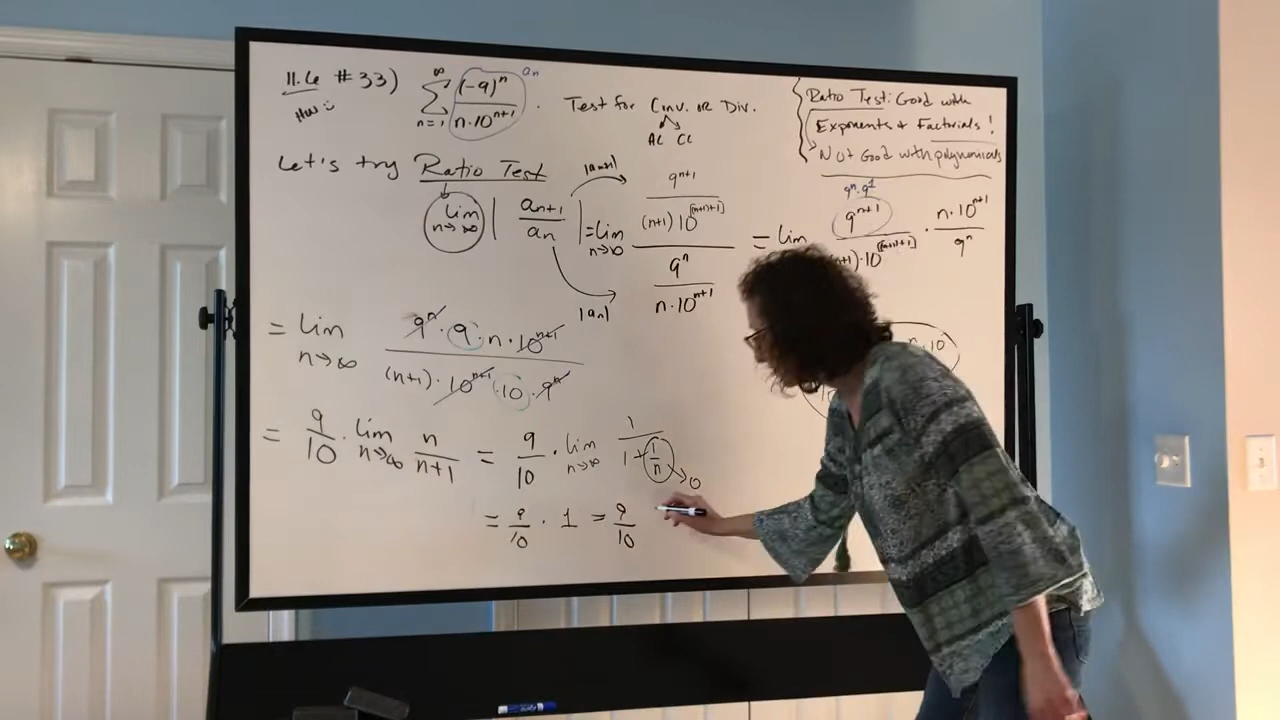 11.6 #33) ∑ n=1 ∞ (-9)^n / n·10^(n+1) . a_n Test for Conv. or Div.
HW
AC CC
Ratio Test: Good with
Exponents & Factorials!
Not Good with polynomials
Let's try Ratio Test
lim n→∞ | a_(n+1) / a_n | = lim n→∞ 9^(n+1) / (n+1)10^[(n+1)+1] / 9^n / n·10^(n+1) = lim 9^(n+1) / (n+1)·10^[(n+1)+1] · n·10^(n+1) / 9^n
|a_(n+1)|
|a_n|
9^n·9^1
= lim n→∞ 9^n·9·n·10^(n+1) / (n+1)·10^(n+1)·10·9^n
n·10
= 9/10 · lim n→∞ n/(n+1) = 9/10 · lim n→∞ 1/(1+1/n) → 0
= 9/10 · 1 = 9/10